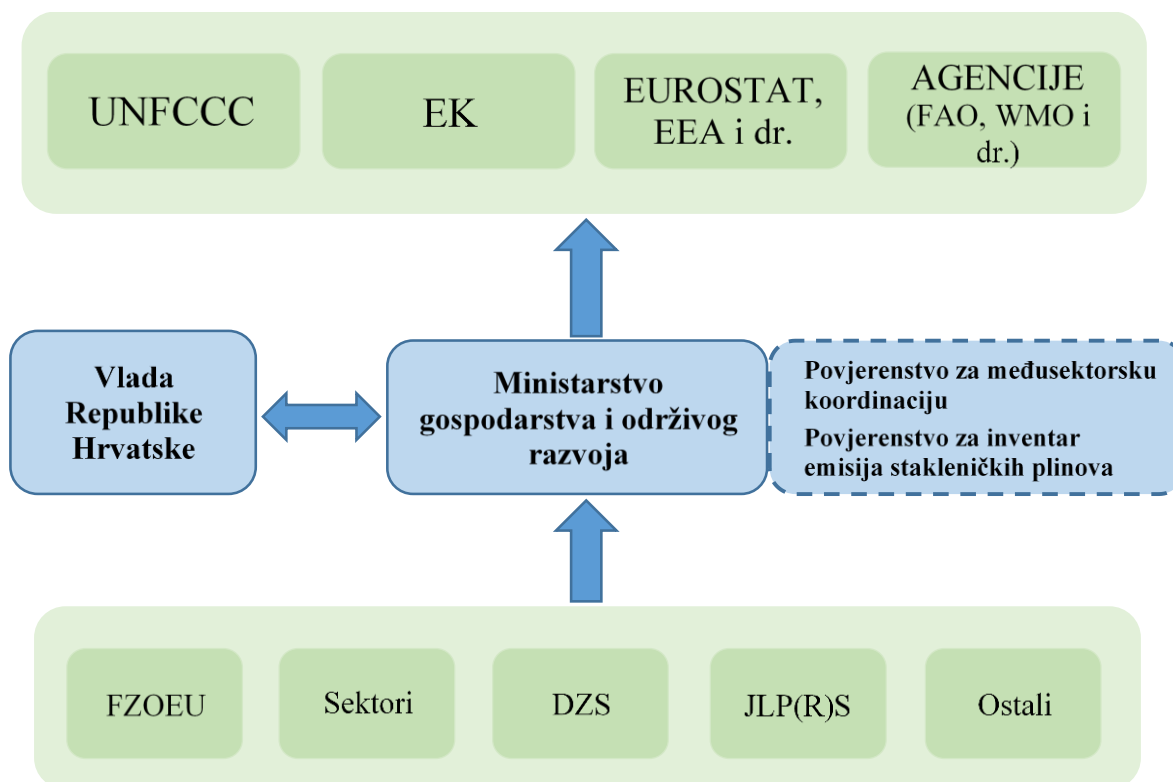 UNFCCC
EK
EUROSTAT,
EEA i dr.
AGENCIJE
(FAO, WMO i
dr.)
Vlada
Republike
Hrvatske
Ministarstvo
gospodarstva i održivog
razvoja
Povjerenstvo za međusektorsku
koordinaciju
Povjerenstvo za inventar
emisija stakleničkih plinova
FZOEU
Sektori
DZS
JLP(R)S
Ostali